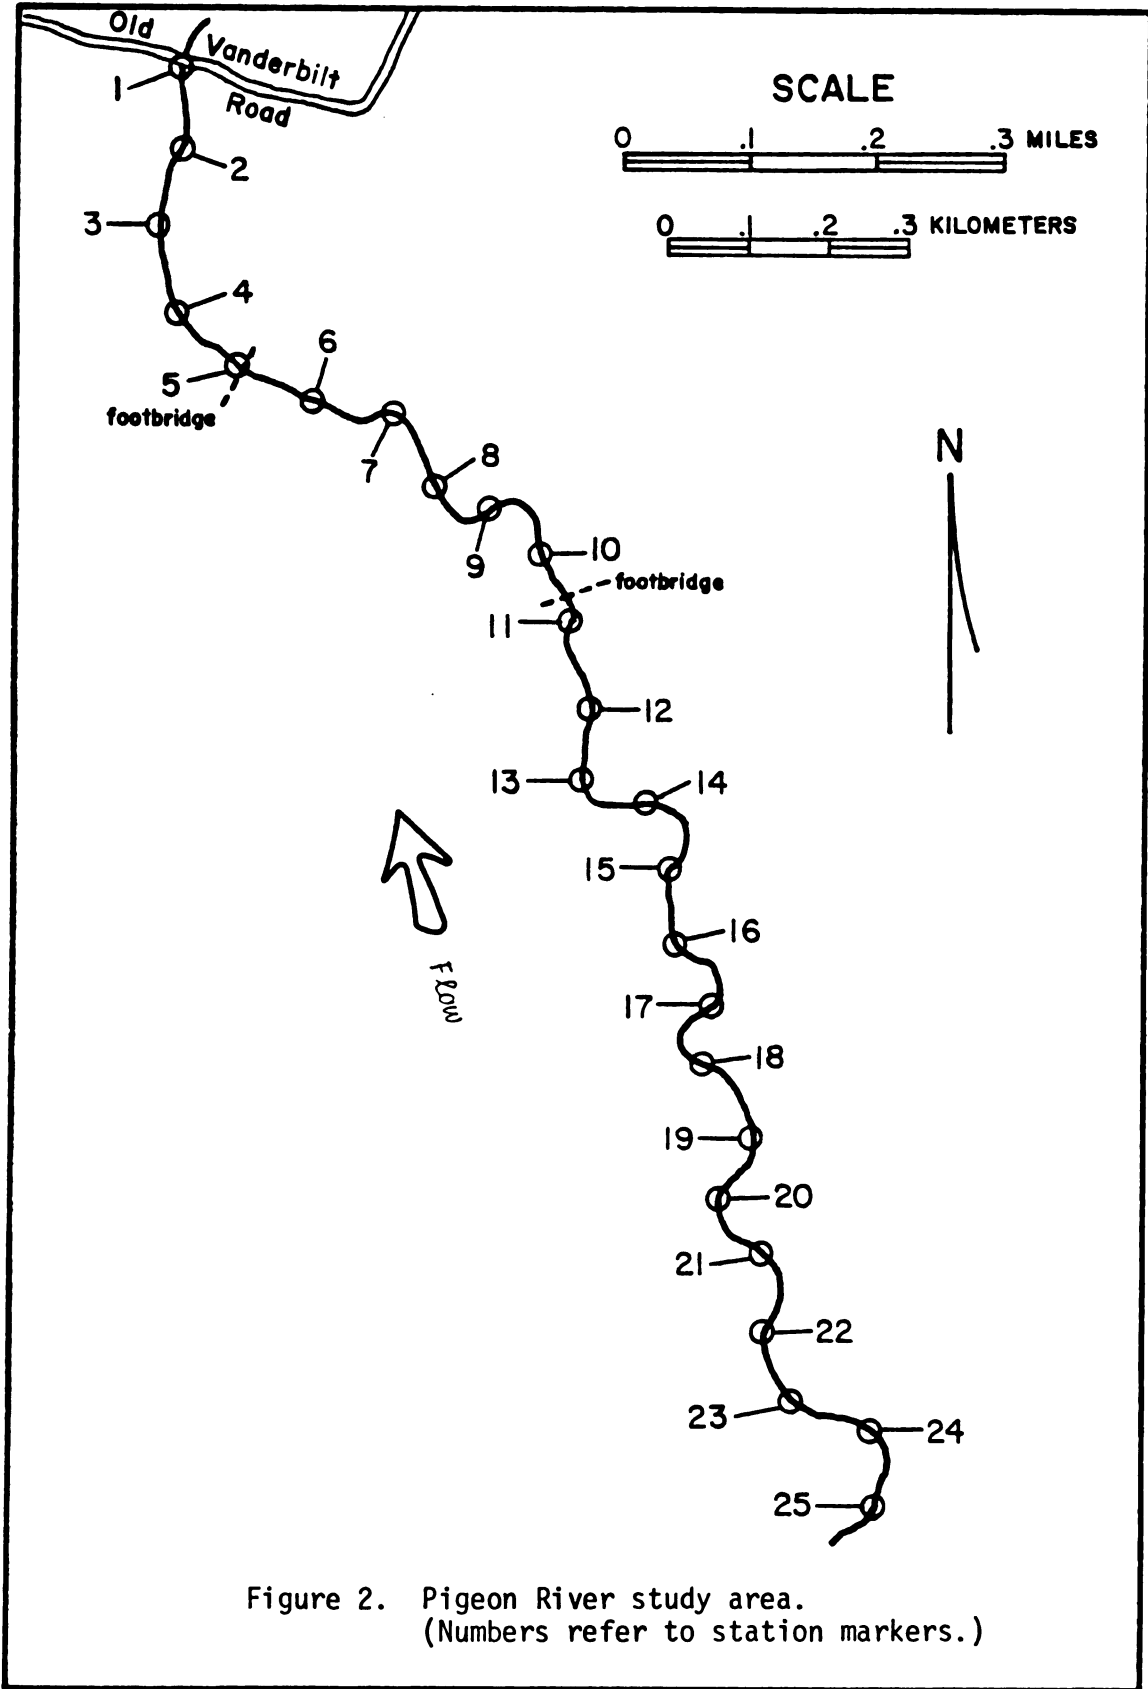 Old Vanderbilt
Road
SCALE
0 .1 .2 .3 MILES
0 .1 .2 .3 KILOMETERS
1
2
3
4
5
footbridge
6
7
8
9
10
footbridge
11
N
12
13
14
15
16
Flow
17
18
19
20
21
22
23
24
25
Figure 2. Pigeon River study area.
(Numbers refer to station markers.)